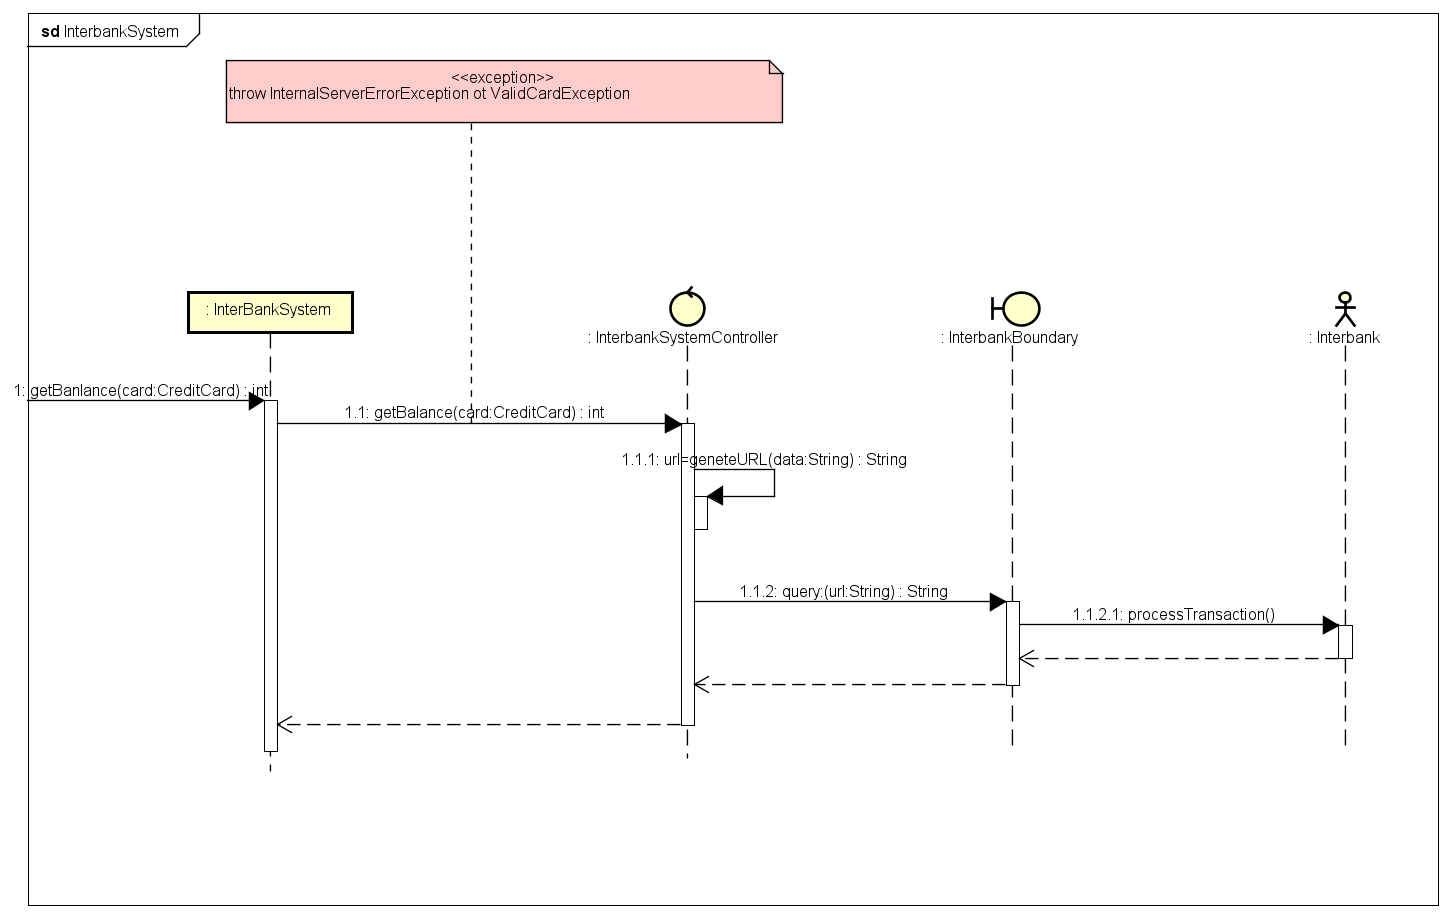 sd InterbankSystem
<<exception>>
throw InternalServerErrorException ot ValidCardException
: InterBankSystem
: InterbankSystemController
: InterbankBoundary
: Interbank
1: getBanlance(card:CreditCard) : int
1.1: getBalance(card:CreditCard) : int
1.1.1: url=geneteURL(data:String) : String
1.1.2: query:(url:String) : String
1.1.2.1: processTransaction()